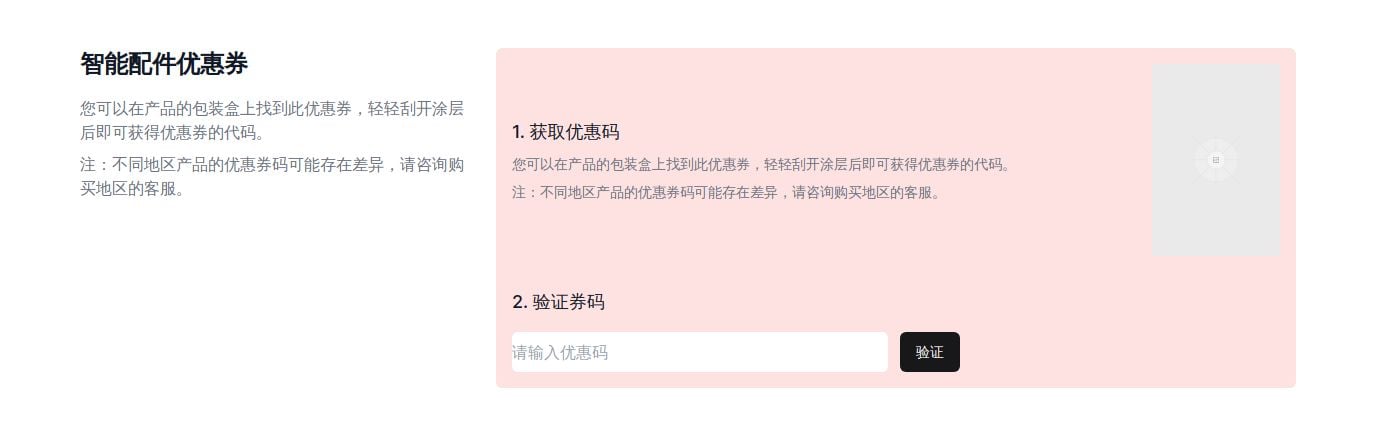 智能配件优惠券
您可以在产品的包装盒上找到此优惠券，轻轻刮开涂层
后即可获得优惠券的代码。
注：不同地区产品的优惠券码可能存在差异，请咨询购
买地区的客服。
1. 获取优惠码
您可以在产品的包装盒上找到此优惠券，轻轻刮开涂层后即可获得优惠券的代码。
注：不同地区产品的优惠券码可能存在差异，请咨询购买地区的客服。
2. 验证券码
请输入优惠码
验证